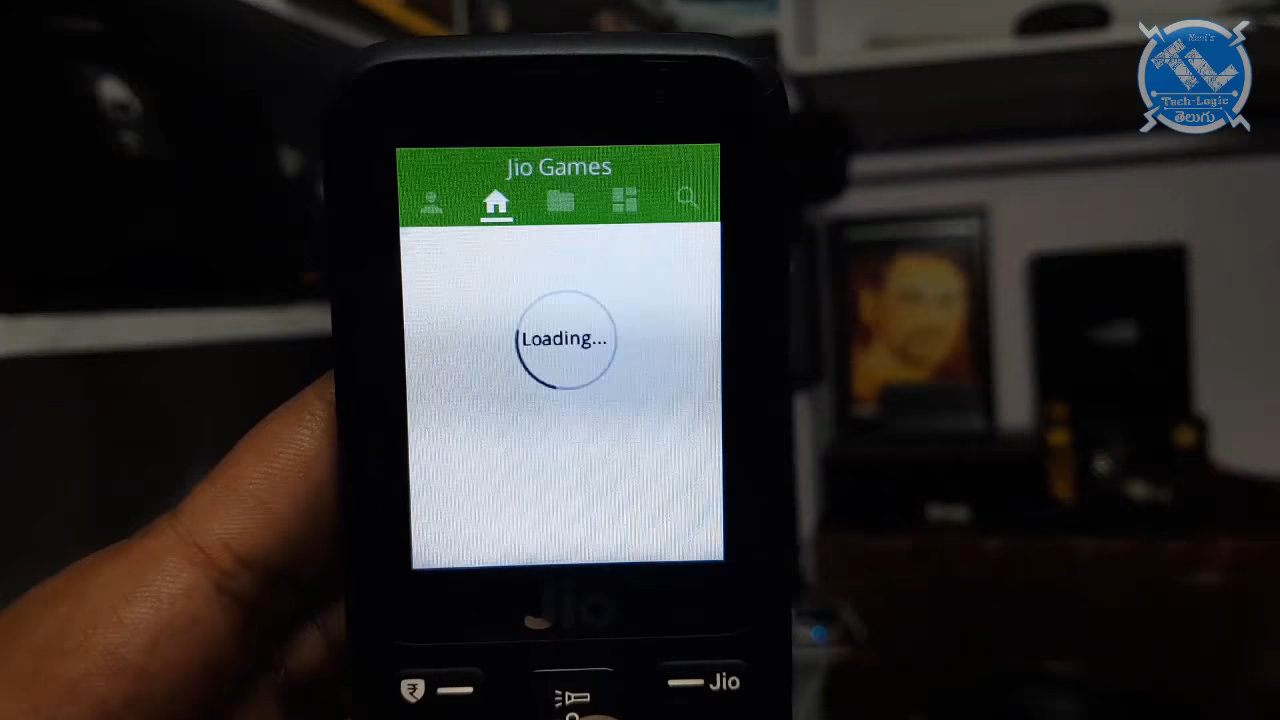 Jio Games
Loading...
Jio
Jio
Tech-Logic
తెలుగు